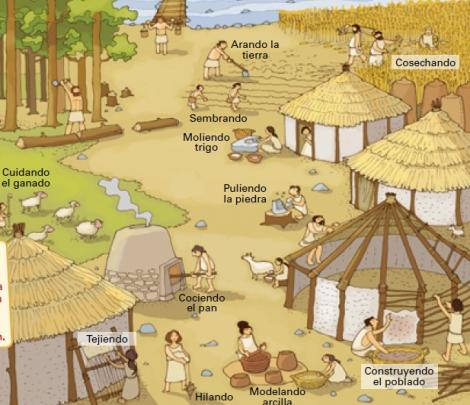 Arando la
tierra
Cosechando
Sembrando
Moliendo
trigo
Cuidando
el ganado
Puliendo
la piedra
Cociendo
el pan
Tejiendo
Construyendo
el poblado
Hilando
Modelando
arcilla